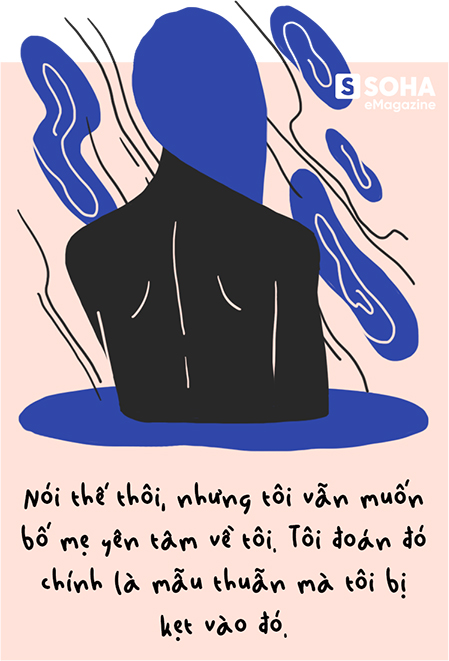 SOHA
eMagazine
Nói thế thôi, nhưng tôi vẫn muốn
bố mẹ yên tâm về tôi. Tôi đoán đó
chính là mẫu thuẫn mà tôi bị
kẹt vào đó.